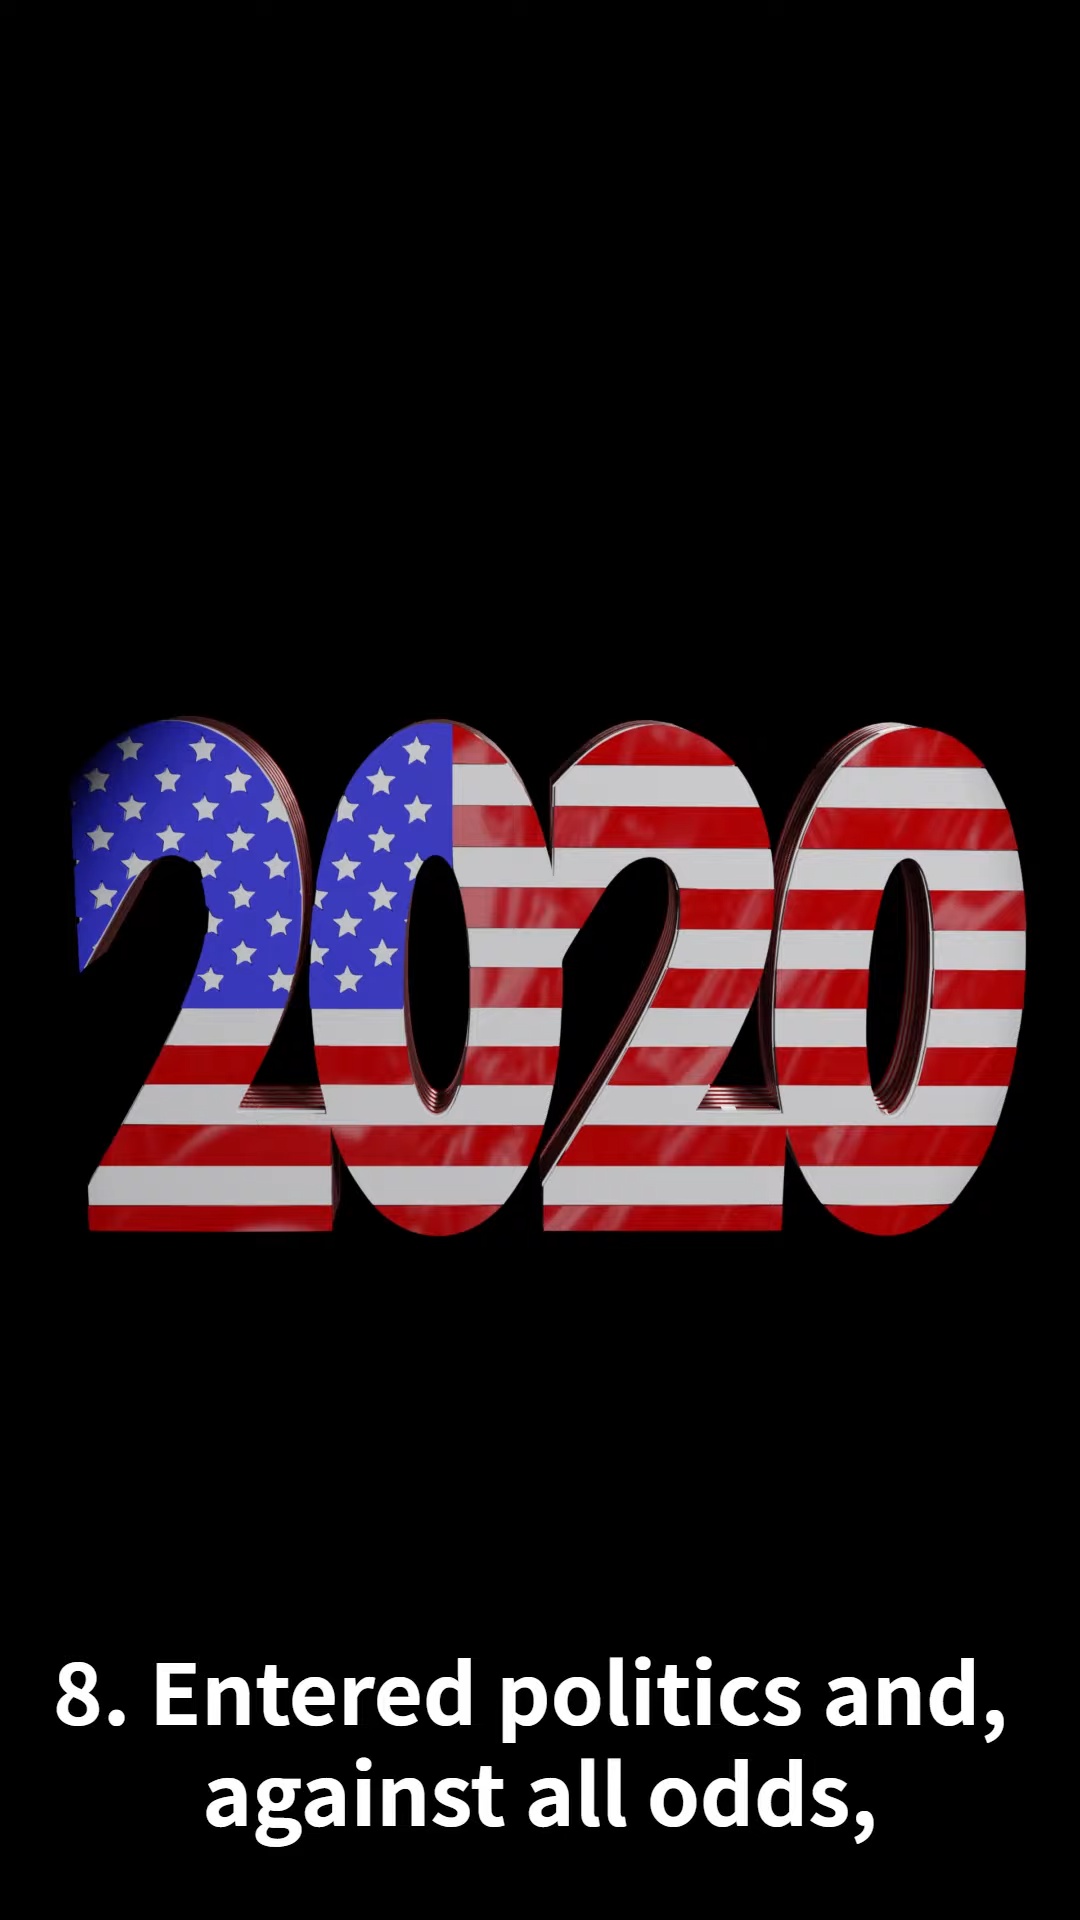 2020
8. Entered politics and,
against all odds,